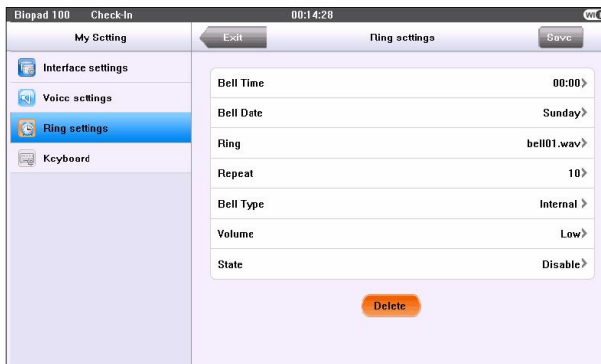 Biopad 100 Check-In 00:14:28
My Setting
Exit
Ring settings
Save
Interface settings
Voice settings
Ring settings
Keyboard
Bell Time 00:00
Bell Date Sunday
Ring bell01.wav
Repeat 10
Bell Type Internal
Volume Low
State Disable
Delete